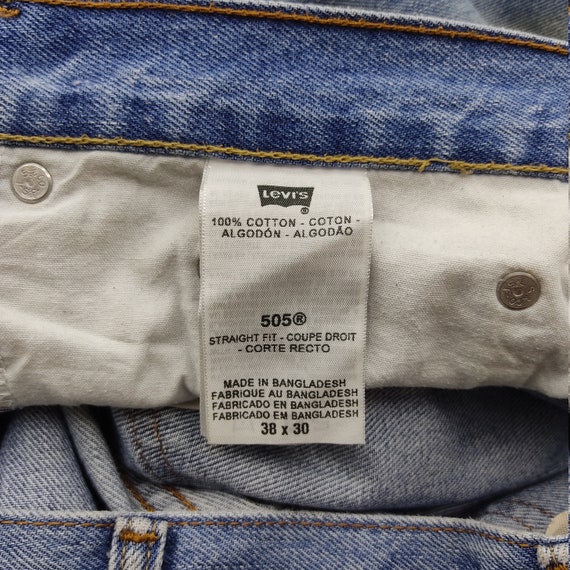 Levi's
®
100% COTTON - COTON -
ALGODÓN - ALGODÃO
505®
STRAIGHT FIT - COUPE DROIT
- CORTE RECTO
MADE IN BANGLADESH
FABRIQUE AU BANGLADESH
FABRICADO EN BANGLADESH
FABRICADO EM BANGLADESH
38 x 30